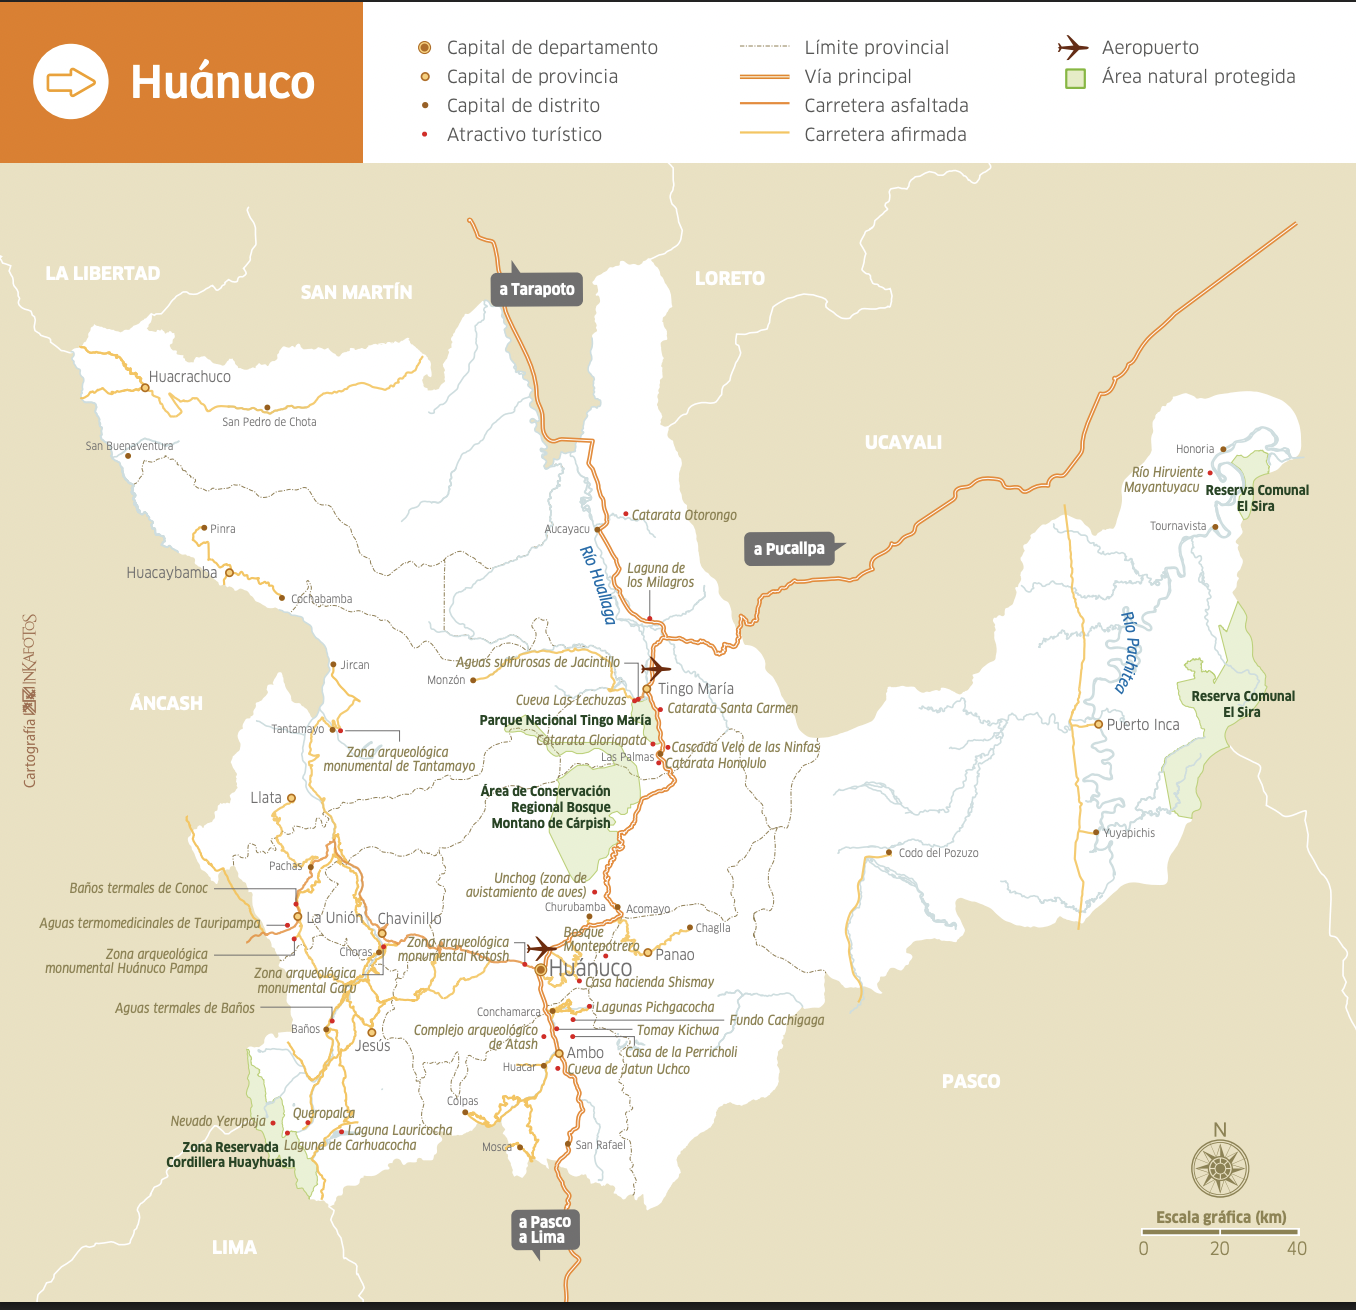 Huánuco
Capital de departamento
Capital de provincia
Capital de distrito
Atractivo turístico
Límite provincial
Vía principal
Carretera asfaltada
Carretera afirmada
Aeropuerto
Área natural protegida
LA LIBERTAD
SAN MARTÍN
a Tarapoto
LORETO
Huacrachuco
San Pedro de Chota
San Buenaventura
UCAYALI
Honoria
Río Hirviente
Mayantuyacu
Reserva Comunal
El Sira
Tournavista
Pinra
Catarata Otorongo
Aucayacu
a Pucallpa
Huacaybamba
Río Huallaga
Laguna de
los Milagros
Cochabamba
Río Pachitea
Jircan
Aguas sulfurosas de Jacintillo
Monzón
Tingo María
ÁNCASH
Cueva Las Lechuzas
Catarata Santa Carmen
Reserva Comunal
El Sira
Parque Nacional Tingo María
Puerto Inca
Tantamayo
Catarata Gloriapata
Cascada Velo de las Ninfas
Zona arqueológica
monumental de Tantamayo
Las Palmas
Catarata Honolulo
Llata
Área de Conservación
Regional Bosque
Montano de Cárpish
Yuyapichis
Codo del Pozuzo
Pachas
Baños termales de Conoc
Unchog (zona de
avistamiento de aves)
Churubamba
Acomayo
Aguas termomedicinales de Tauripampa
La Unión
Chavinillo
Chaglla
Bosque
Montepótrero
Zona arqueológica
monumental Kotosh
Zona arqueológica
monumental Huánuco Pampa
Choras
Panao
Huánuco
Zona arqueológica
monumental Garu
Casa hacienda Shismay
Aguas termales de Baños
Conchamarca
Lagunas Pichgacocha
Fundo Cachigaga
Baños
Jesús
Complejo arqueológico
de Atash
Tomay Kichwa
Ambo
Casa de la Perricholi
Huacar
Cueva de Jatun Uchco
PASCO
Colpas
Nevado Yerupaja
Queropalca
Laguna Lauricocha
Zona Reservada
Cordillera Huayhuash
Laguna de Carhuacocha
Mosca
San Rafael
a Pasco
a Lima
LIMA
N
Escala gráfica (km)
0 20 40
Cartografía INKAFOTOS